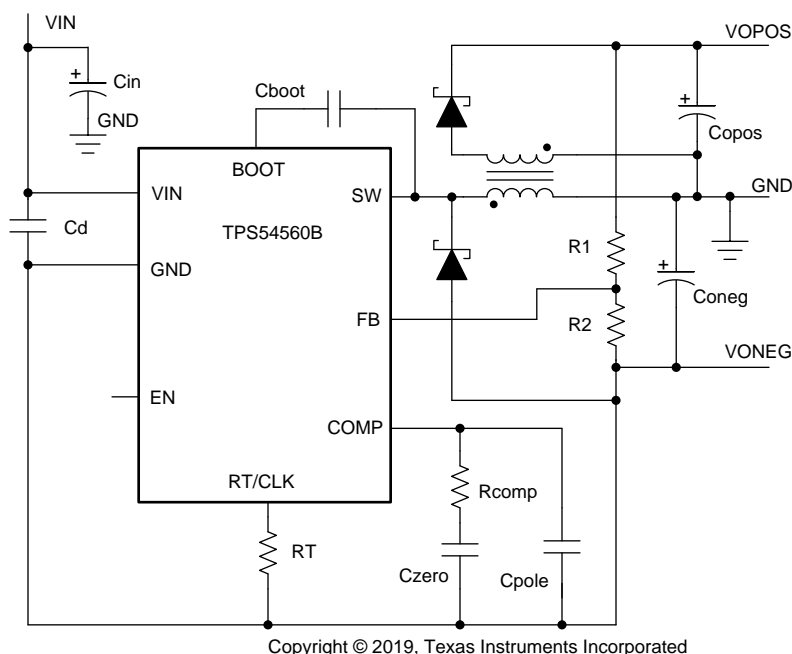 VIN
VOPOS
Cin
GND
Cboot
Copos
BOOT
GND
VIN
SW
Cd
TPS54560B
GND
R1
Coneg
FB
R2
VONEG
EN
COMP
RT/CLK
Rcomp
RT
Czero
Cpole
Copyright © 2019, Texas Instruments Incorporated